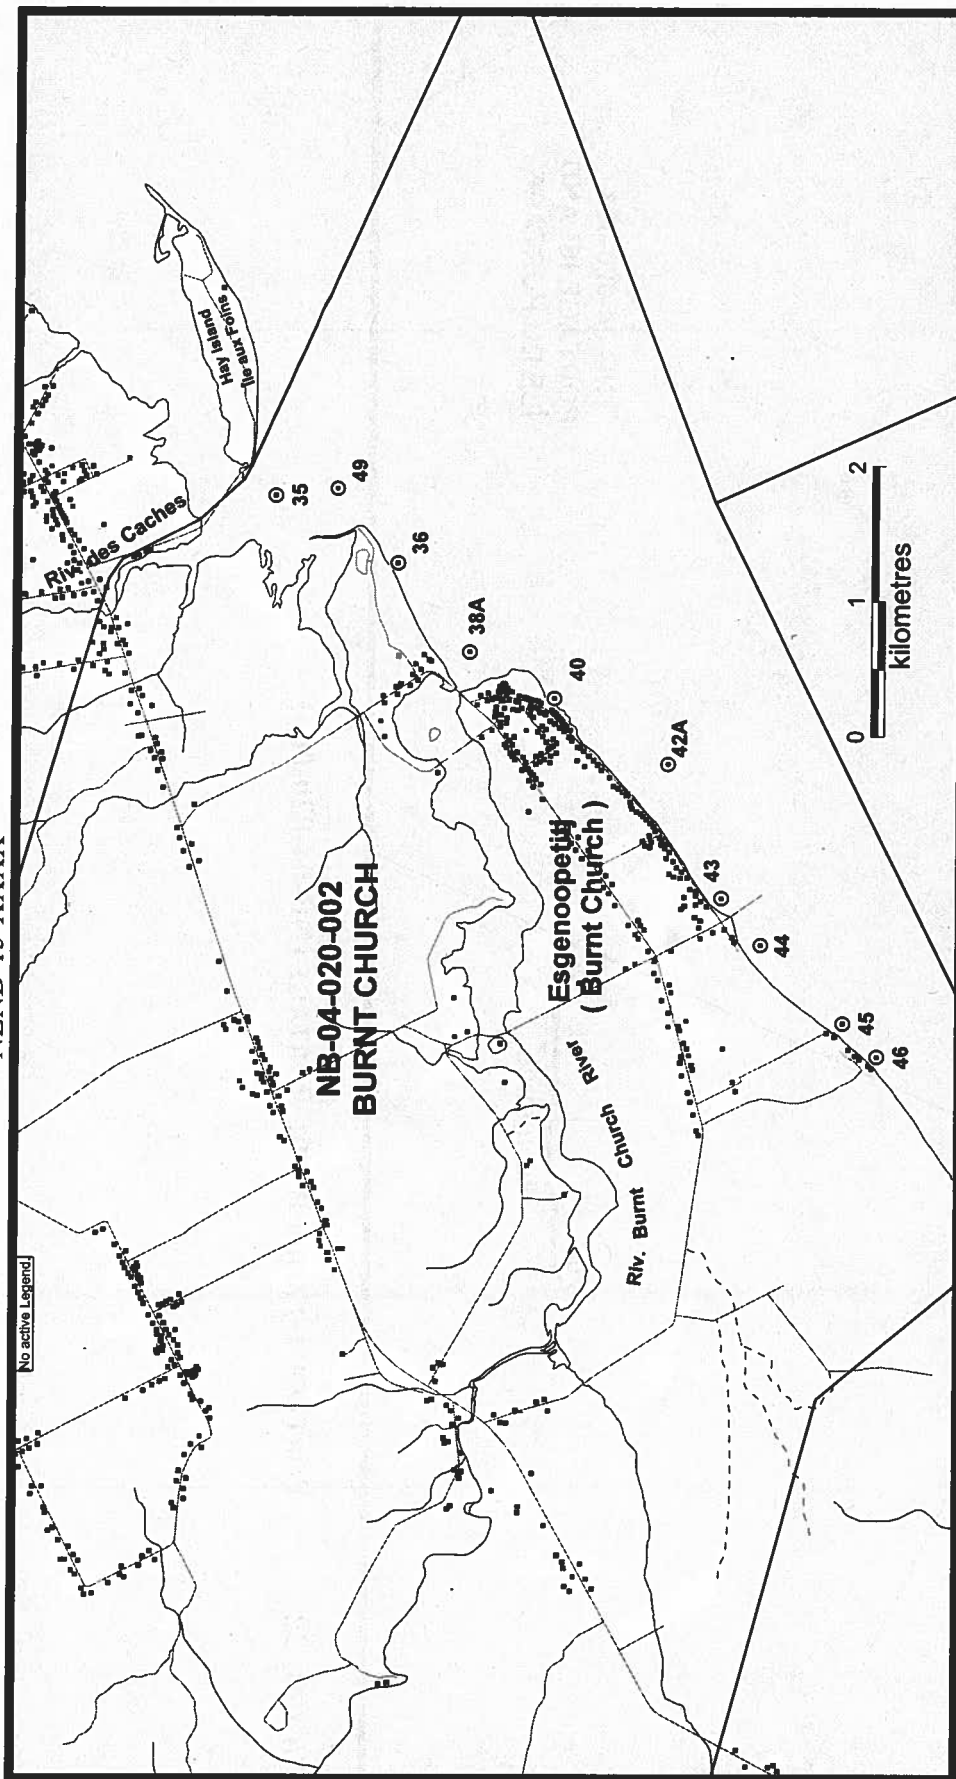 No active Legend.
Riv. des Caches
Hay Island
Île aux Foins
NB-04-020-002
BURNT CHURCH
Esgenoopetitj
( Burnt Church )
Riv. Burnt Church River
35
49
36
38A
40
42A
43
44
45
46
0 1 2
kilometres